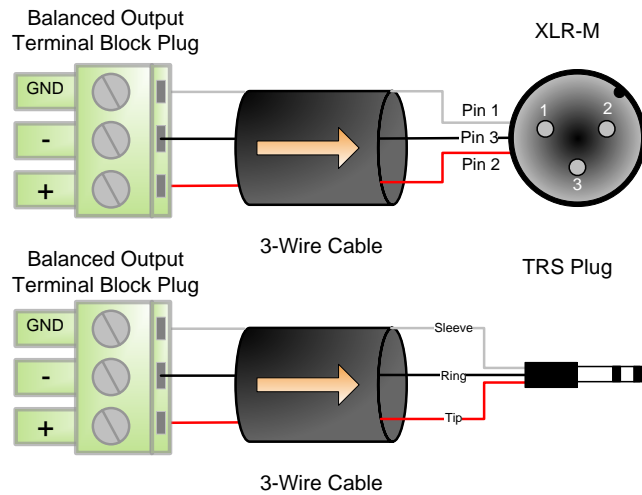 Balanced Output
Terminal Block Plug
XLR-M
GND
-
+
Pin 1
Pin 3
Pin 2
1
2
3
3-Wire Cable
Balanced Output
Terminal Block Plug
TRS Plug
GND
-
+
Sleeve
Ring
Tip
3-Wire Cable